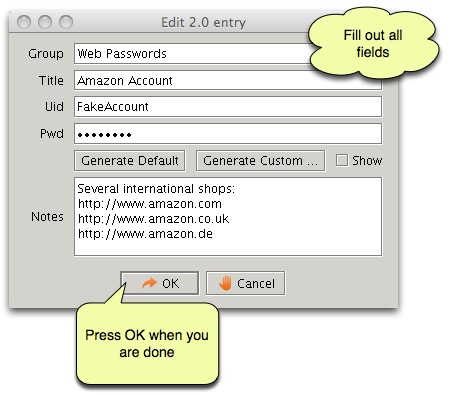 Edit 2.0 entry
Fill out all
fields
Group Web Passwords
Title Amazon Account
Uid FakeAccount
Pwd ••••••••
Generate Default Generate Custom ... Show
Notes
Several international shops:
http://www.amazon.com
http://www.amazon.co.uk
http://www.amazon.de
OK Cancel
Press OK when you
are done